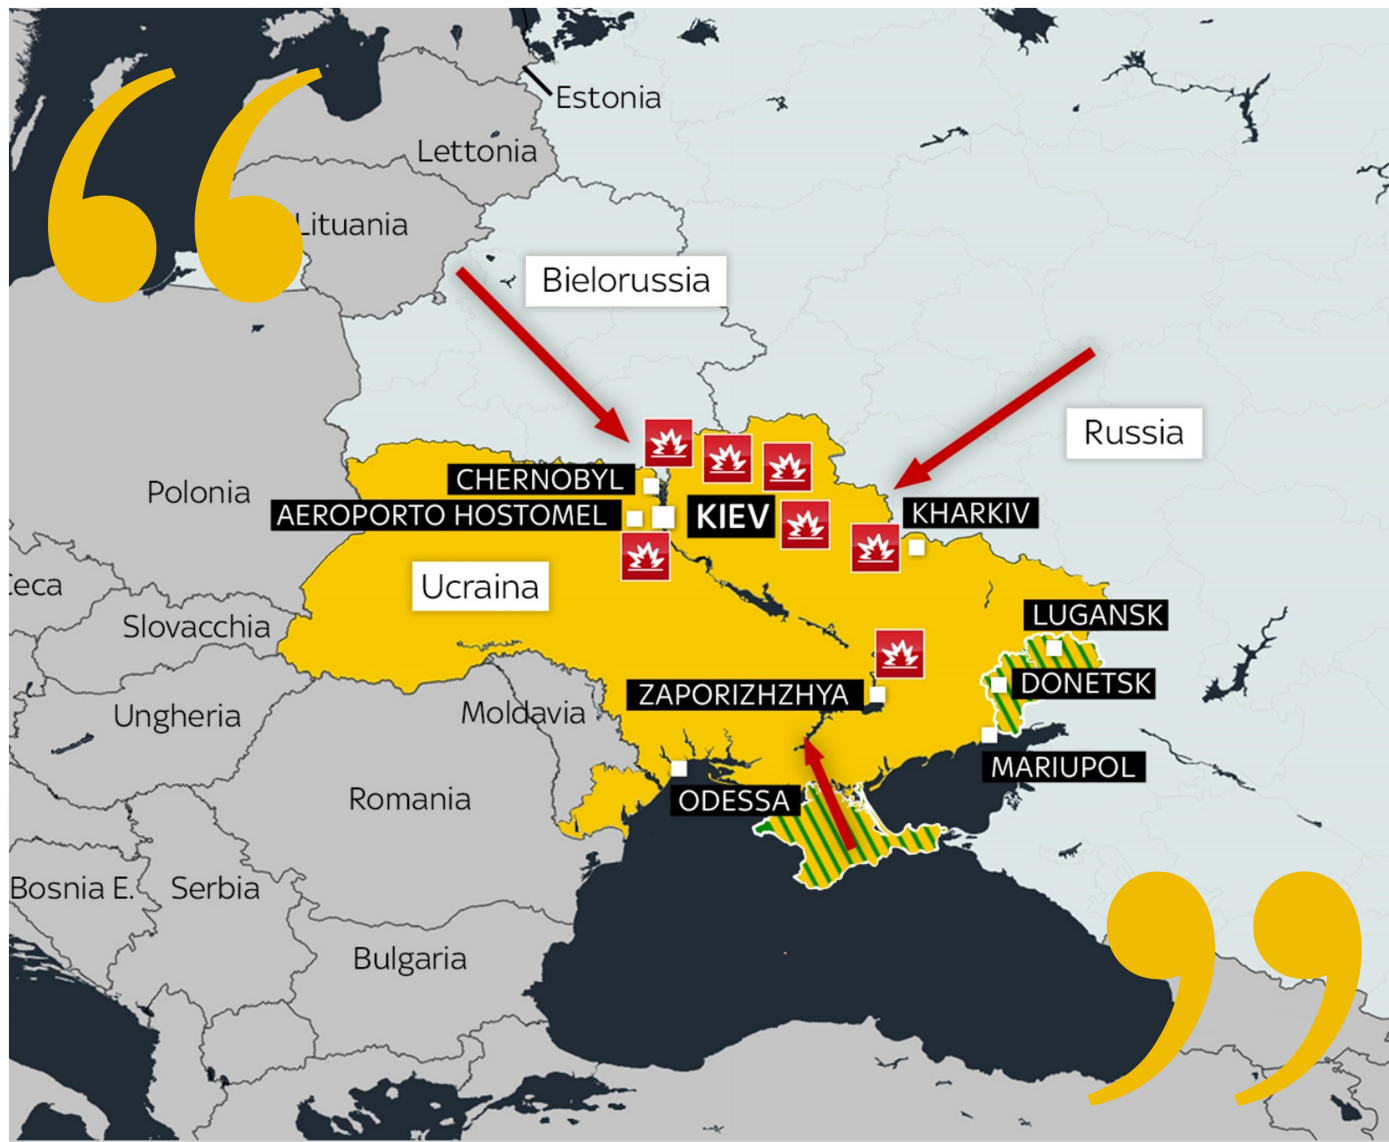 “
Estonia
Lettonia
Lituania
Bielorussia
Russia
Polonia
CHERNOBYL
AEROPORTO HOSTOMEL
KIEV
KHARKIV
Ucraina
ceca
Slovacchia
LUGANSK
DONETSK
ZAPORIZHZHYA
Ungheria
Moldavia
MARIUPOL
ODESSA
Romania
Bosnia E.
Serbia
Bulgaria
”